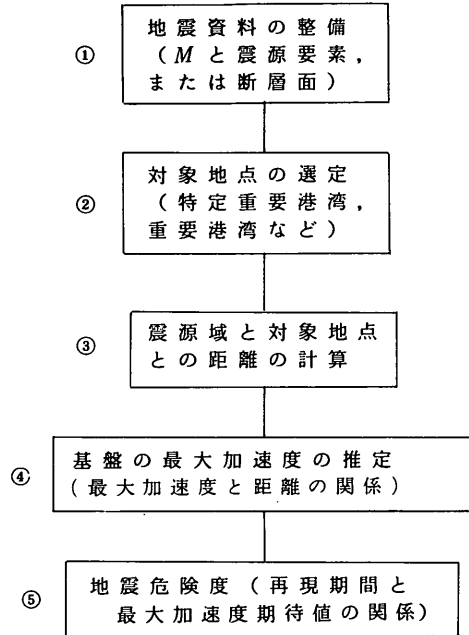 ①
地震資料の整備
（Mと震源要素，
または断層面）
②
対象地点の選定
（特定重要港湾，
重要港湾など）
③
震源域と対象地点
との距離の計算
④
基盤の最大加速度の推定
（最大加速度と距離の関係）
⑤
地震危険度（再現期間と
最大加速度期待値の関係）